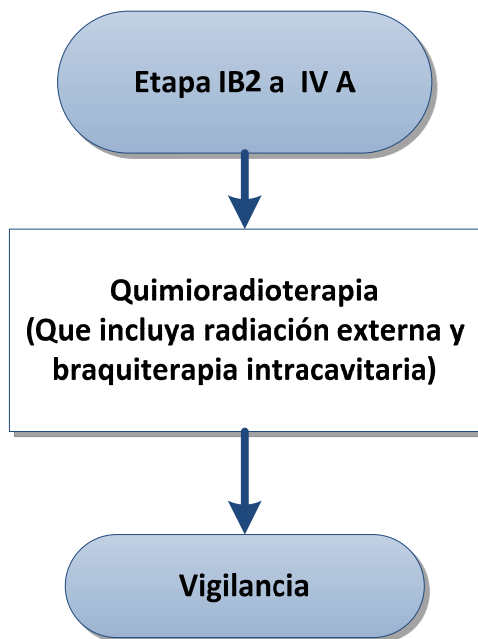 Etapa IB2 a IV A
Quimioradioterapia
(Que incluya radiación externa y
braquiterapia intracavitaria)
Vigilancia